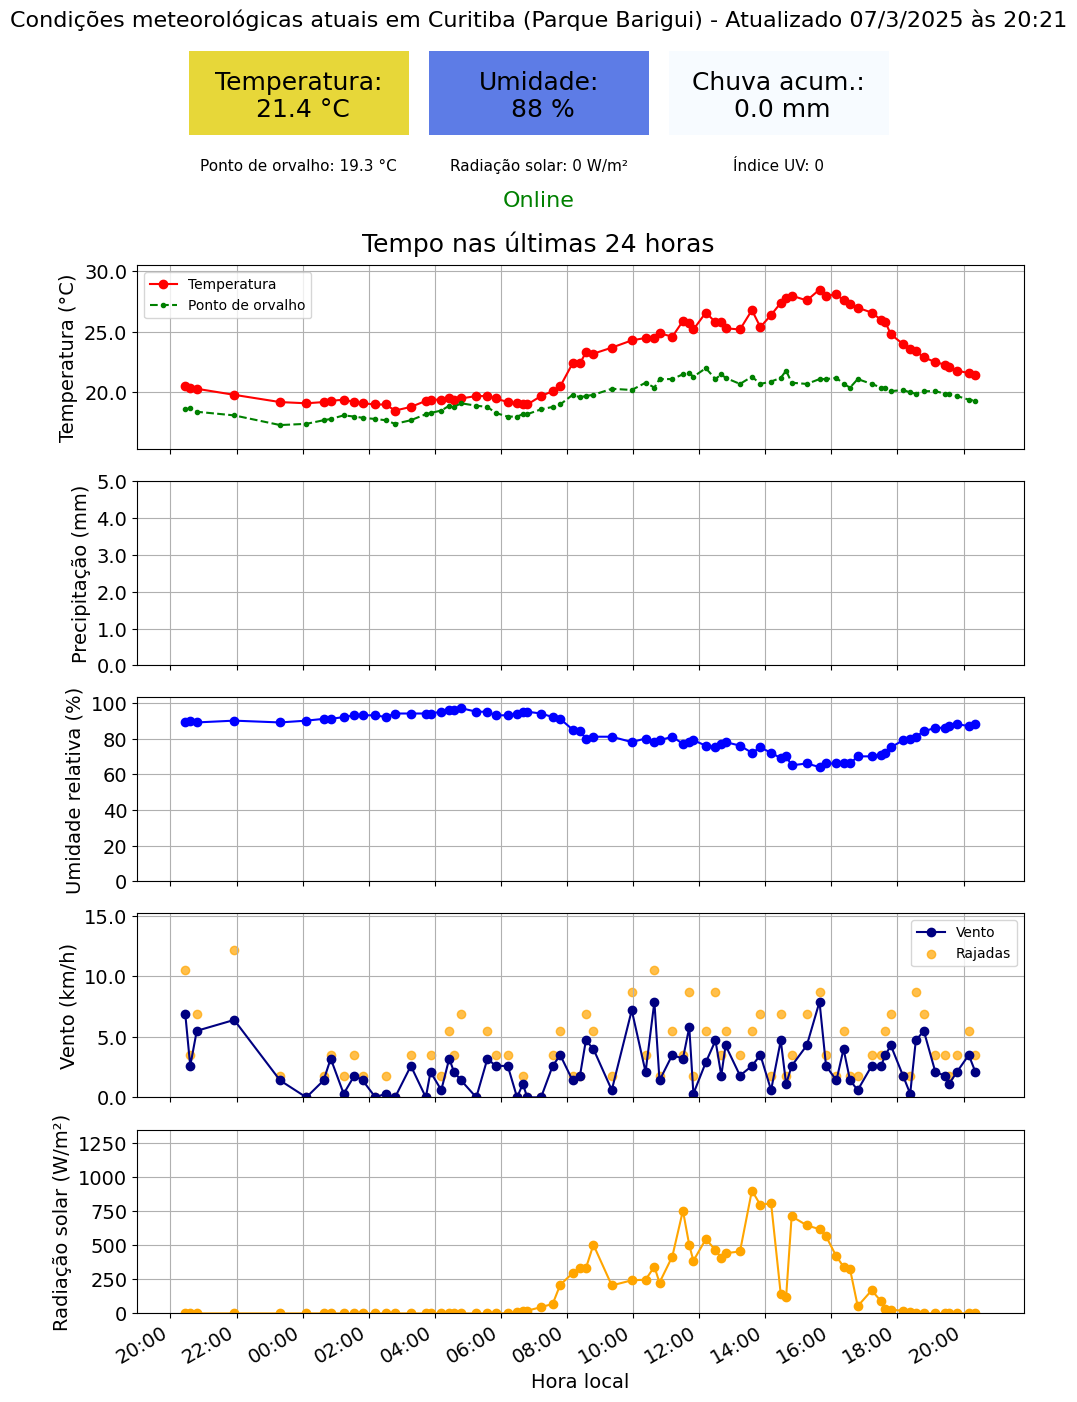 Condições meteorológicas atuais em Curitiba (Parque Barigui) - Atualizado 07/3/2025 às 20:21
Temperatura:
21.4 °C
Umidade:
88 %
Chuva acum.:
0.0 mm
Ponto de orvalho: 19.3 °C
Radiação solar: 0 W/m²
Índice UV: 0
Online
Tempo nas últimas 24 horas
Temperatura (°C)
30.0
25.0
20.0
Temperatura
Ponto de orvalho
Precipitação (mm)
5.0
4.0
3.0
2.0
1.0
0.0
Umidade relativa (%)
100
80
60
40
20
0
Vento (km/h)
15.0
10.0
5.0
0.0
Vento
Rajadas
Radiação solar (W/m²)
1250
1000
750
500
250
0
20:00
22:00
00:00
02:00
04:00
06:00
08:00
10:00
12:00
14:00
16:00
18:00
20:00
Hora local